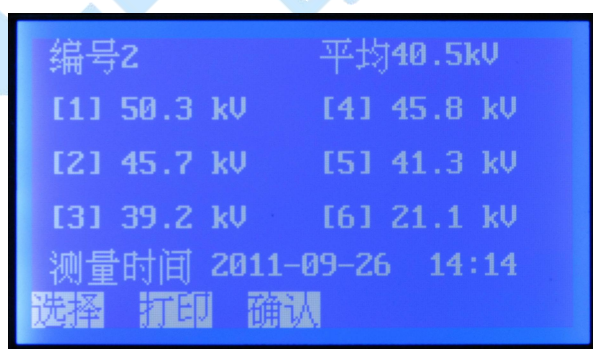 编号2 平均40.5kV
[1] 50.3 kV [4] 45.8 kV
[2] 45.7 kV [5] 41.3 kV
[3] 39.2 kV [6] 21.1 kV
测量时间 2011-09-26 14:14
选择 打印 确认